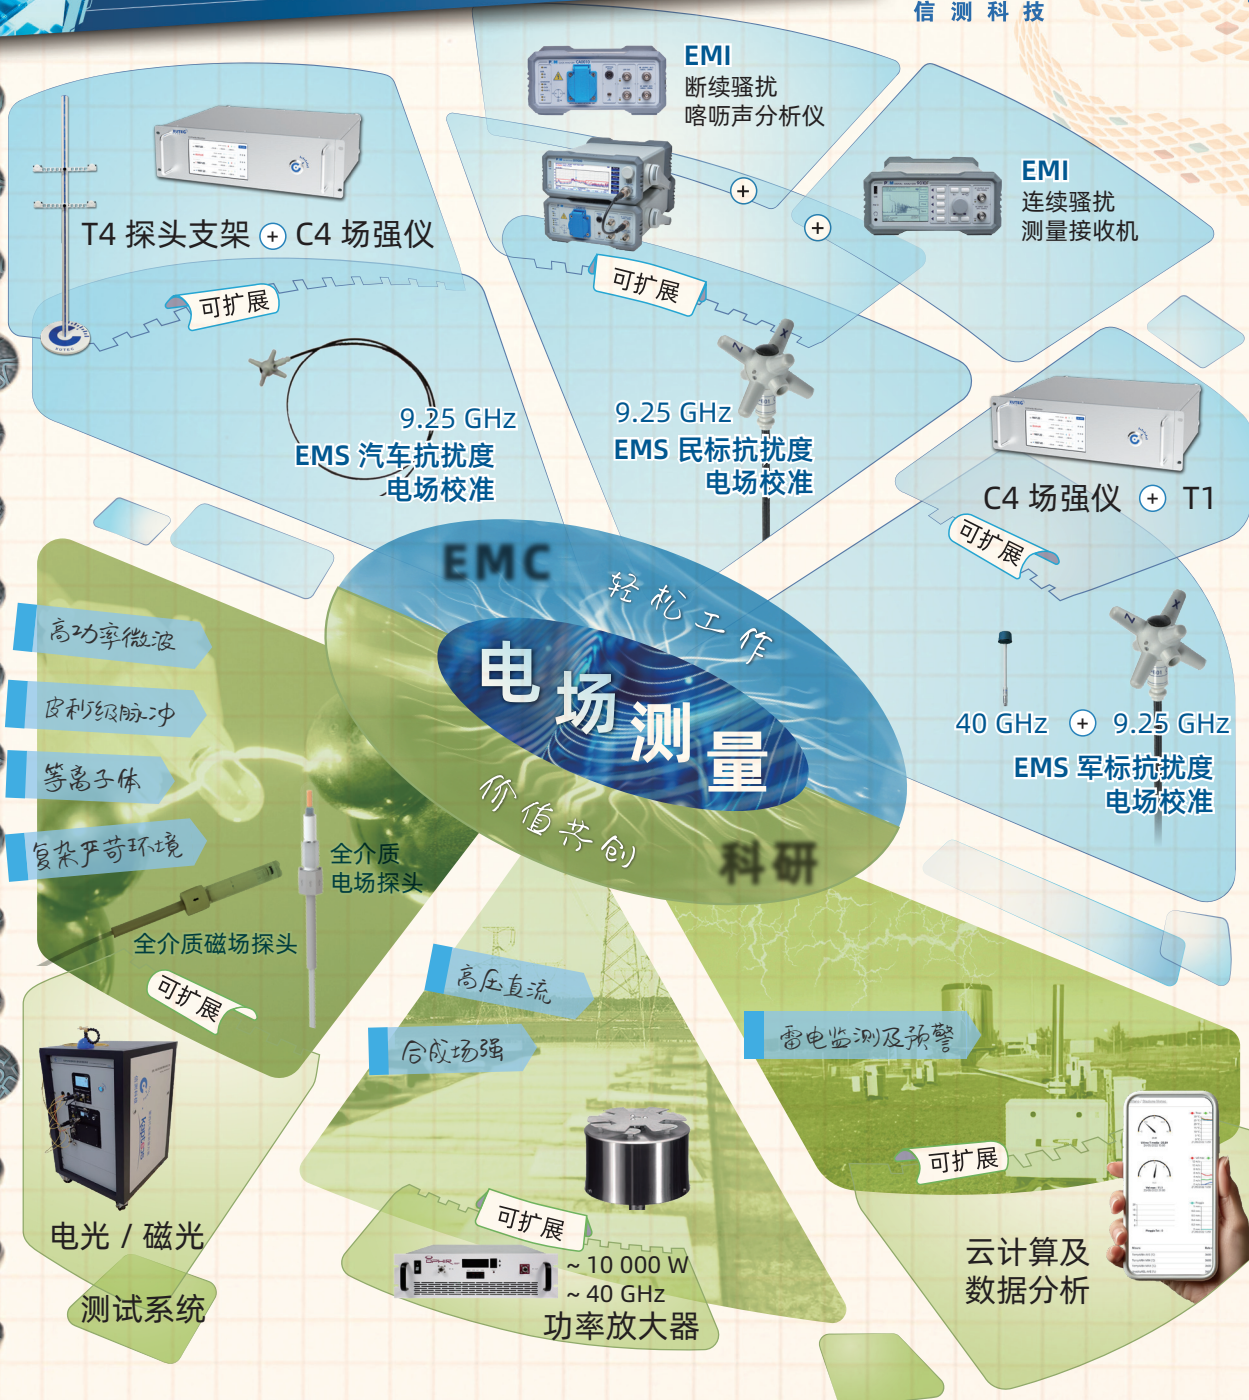 信测科技
EMI
断续骚扰
喀呖声分析仪
EMI
连续骚扰
测量接收机
T4 探头支架 + C4 场强仪
可扩展
可扩展
9.25 GHz
EMS 汽车抗扰度
电场校准
9.25 GHz
EMS 民标抗扰度
电场校准
C4 场强仪 + T1
可扩展
40 GHz + 9.25 GHz
EMS 军标抗扰度
电场校准
EMC
轻松工作
电场测量
价值共创
科研
高功率微波
皮秒级脉冲
等离子体
复杂严苛环境
全介质
电场探头
全介质磁场探头
可扩展
电光 / 磁光
测试系统
高压直流
合成场强
可扩展
~ 10 000 W
~ 40 GHz
功率放大器
雷电监测及预警
可扩展
云计算及
数据分析